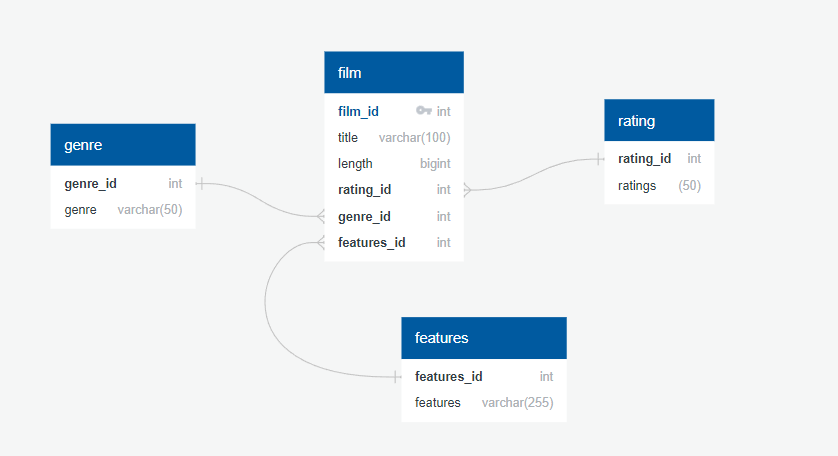 genre
genre_id int
genre varchar(50)
film
film_id int
title varchar(100)
length bigint
rating_id int
genre_id int
features_id int
rating
rating_id int
ratings (50)
features
features_id int
features varchar(255)